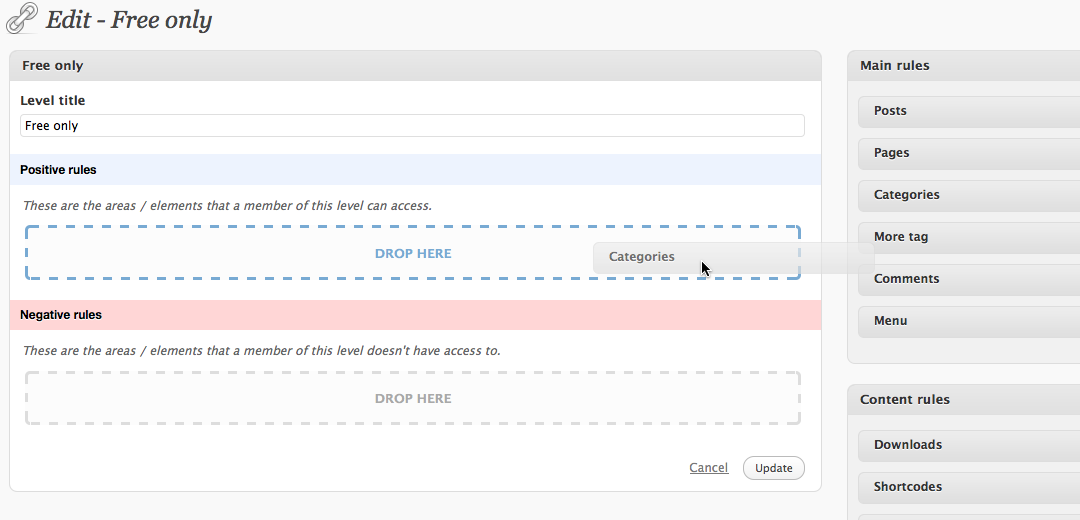 Edit - Free only
Free only
Level title
Free only
Positive rules
These are the areas / elements that a member of this level can access.
DROP HERE
Categories
Negative rules
These are the areas / elements that a member of this level doesn't have access to.
DROP HERE
Cancel
Update
Main rules
Posts
Pages
Categories
More tag
Comments
Menu
Content rules
Downloads
Shortcodes